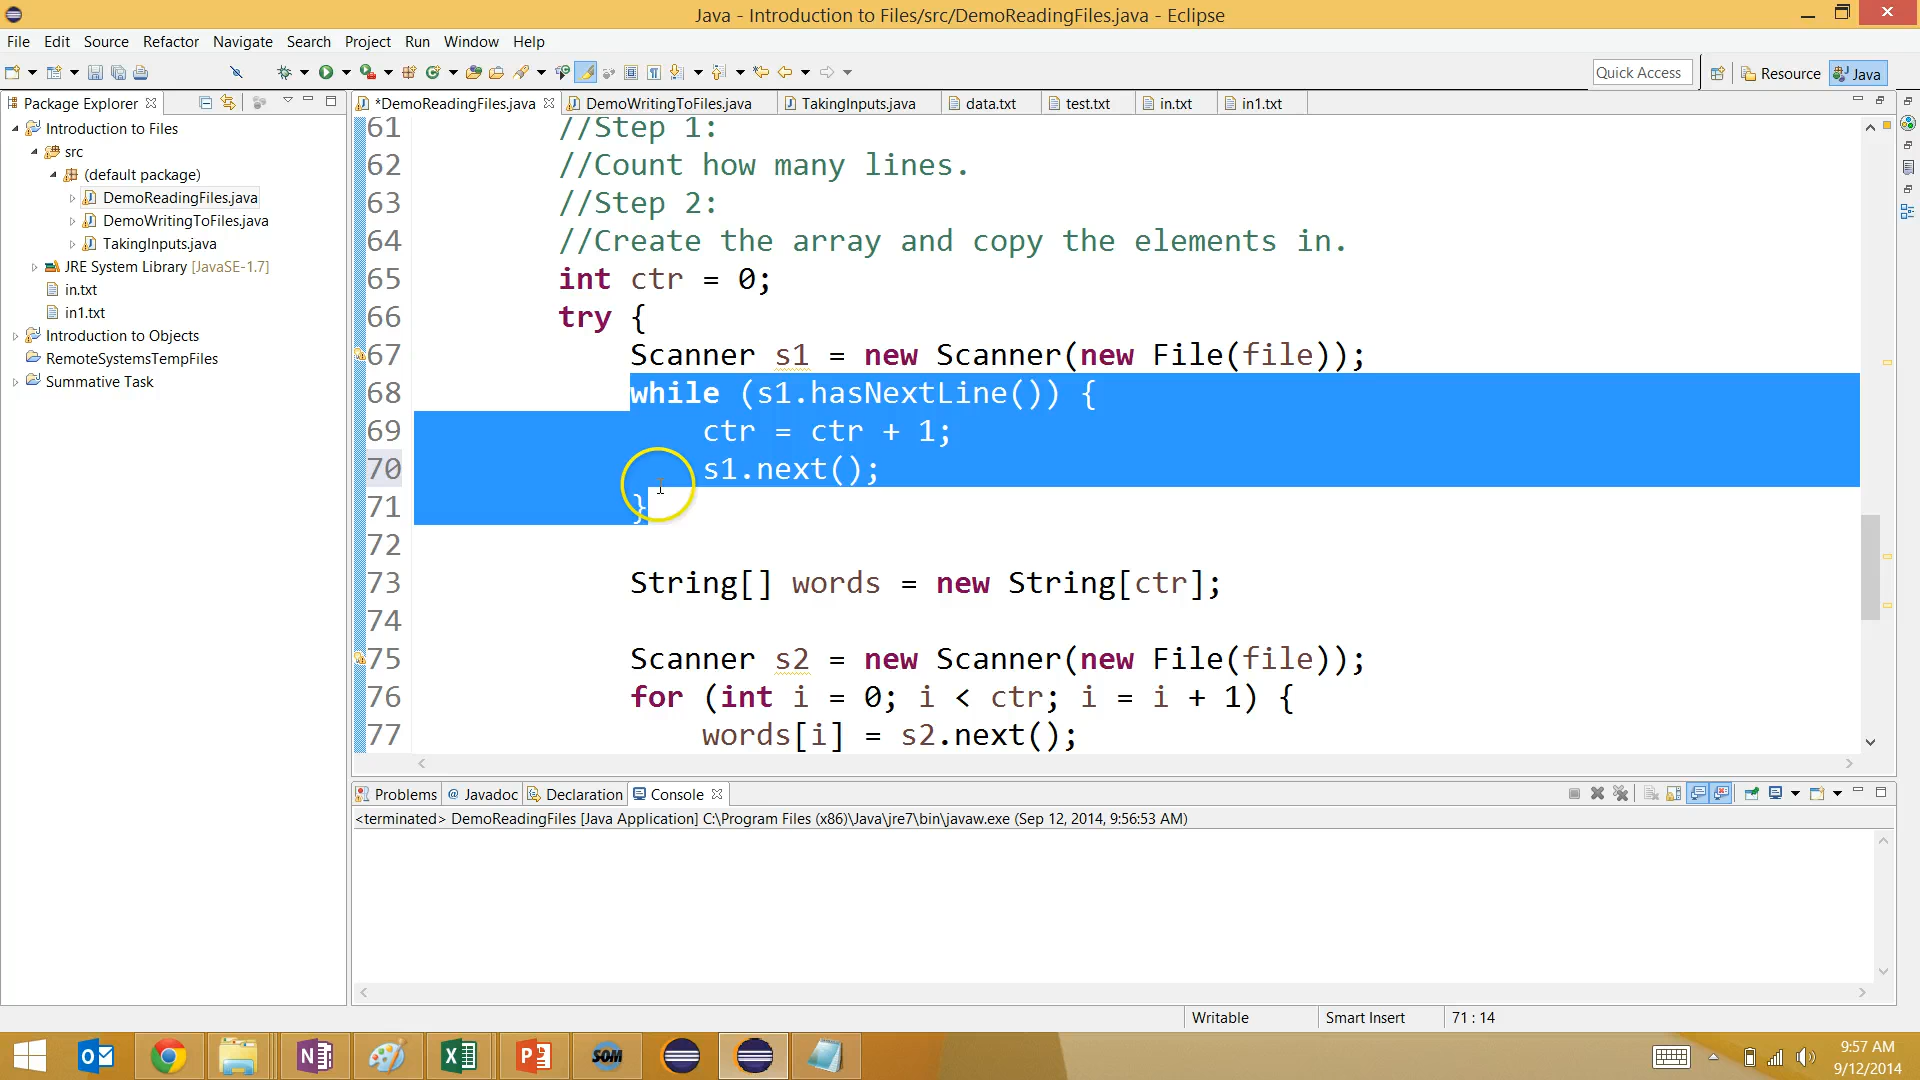 Java - Introduction to Files/src/DemoReadingFiles.java - Eclipse
File Edit Source Refactor Navigate Search Project Run Window Help
Quick Access Resource Java
Package Explorer
Introduction to Files
src
(default package)
DemoReadingFiles.java
DemoWritingToFiles.java
TakingInputs.java
JRE System Library [JavaSE-1.7]
in.txt
in1.txt
Introduction to Objects
RemoteSystemsTempFiles
Summative Task
*DemoReadingFiles.java DemoWritingToFiles.java TakingInputs.java data.txt test.txt in.txt in1.txt
61 //Step 1:
62 //Count how many lines.
63 //Step 2:
64 //Create the array and copy the elements in.
65 int ctr = 0;
66 try {
67 Scanner s1 = new Scanner(new File(file));
68 while (s1.hasNextLine()) {
69 ctr = ctr + 1;
70 s1.next();
71 }
72
73 String[] words = new String[ctr];
74
75 Scanner s2 = new Scanner(new File(file));
76 for (int i = 0; i < ctr; i = i + 1) {
77 words[i] = s2.next();
Problems @ Javadoc Declaration Console
<terminated> DemoReadingFiles [Java Application] C:\Program Files (x86)\Java\jre7\bin\javaw.exe (Sep 12, 2014, 9:56:53 AM)
Writable Smart Insert 71 : 14
SOM
9:57 AM
9/12/2014